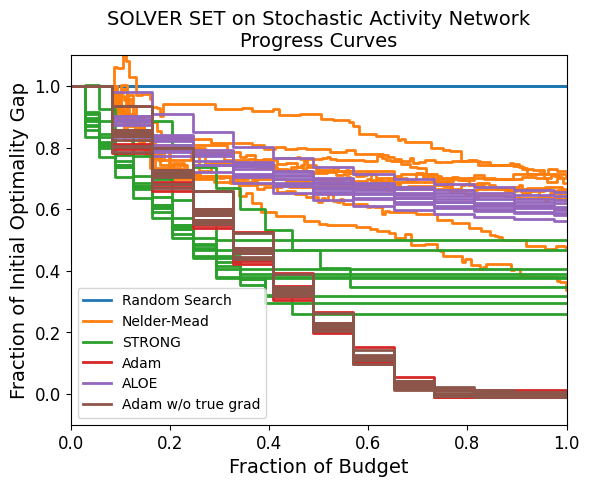 SOLVER SET on Stochastic Activity Network
Progress Curves
Fraction of Initial Optimality Gap
1.0
0.8
0.6
0.4
0.2
0.0
Random Search
Nelder-Mead
STRONG
Adam
ALOE
Adam w/o true grad
0.0 0.2 0.4 0.6 0.8 1.0
Fraction of Budget